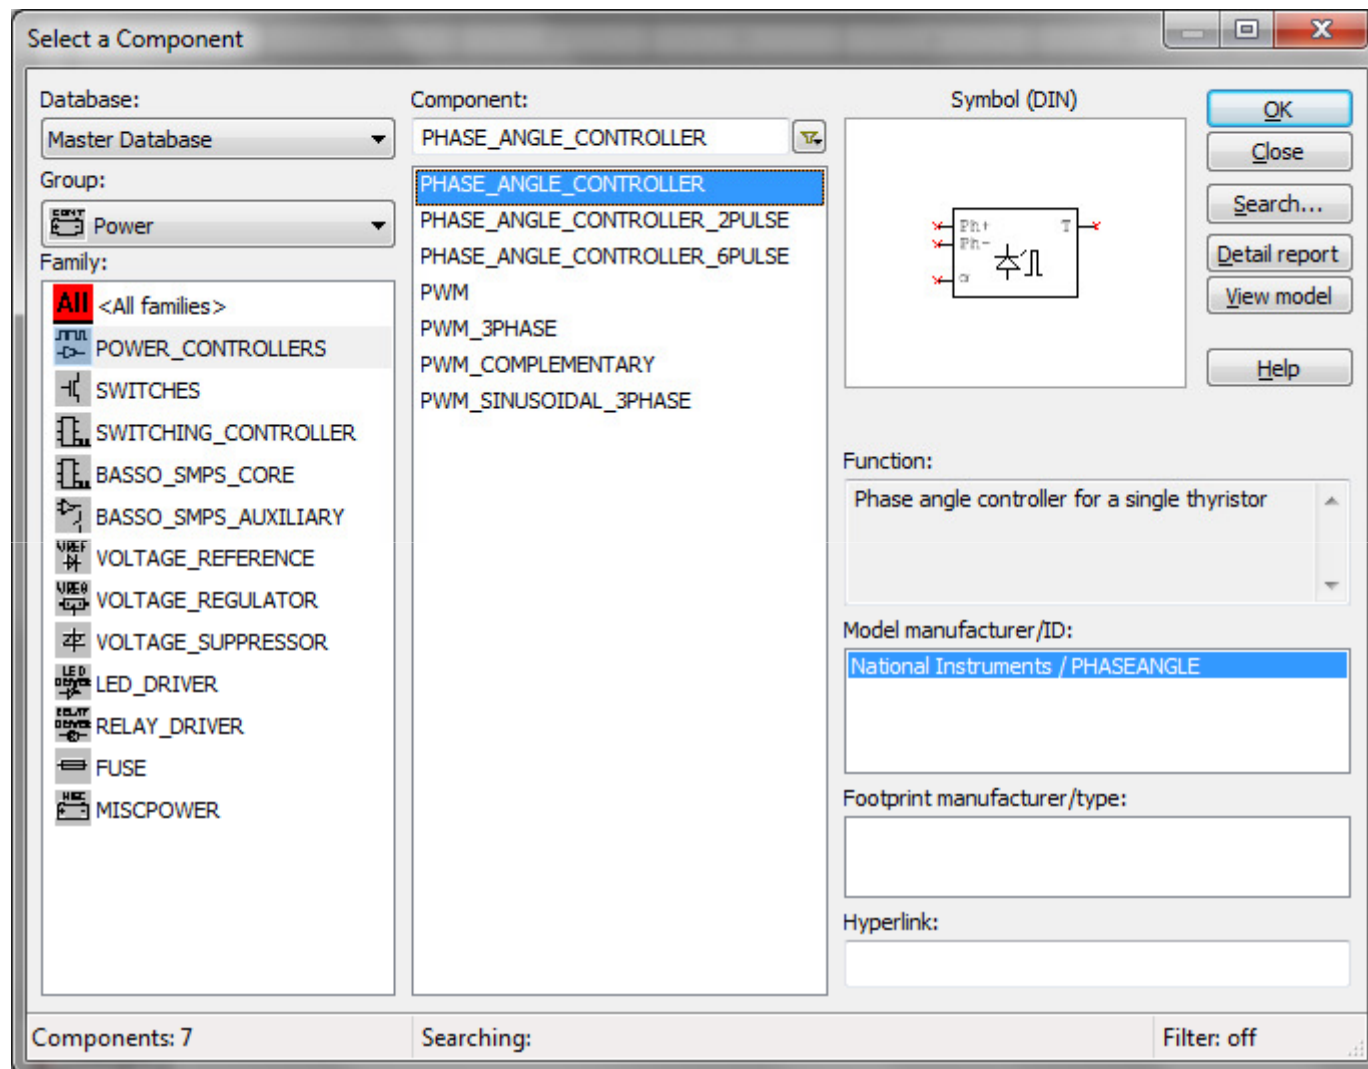 Select a Component
Database:
Master Database
Group:
Power
Family:
All <All families>
POWER_CONTROLLERS
SWITCHES
SWITCHING_CONTROLLER
BASSO_SMPS_CORE
BASSO_SMPS_AUXILIARY
VOLTAGE_REFERENCE
VOLTAGE_REGULATOR
VOLTAGE_SUPPRESSOR
LED_DRIVER
RELAY_DRIVER
FUSE
MISCPOWER
Component:
PHASE_ANGLE_CONTROLLER
PHASE_ANGLE_CONTROLLER
PHASE_ANGLE_CONTROLLER_2PULSE
PHASE_ANGLE_CONTROLLER_6PULSE
PWM
PWM_3PHASE
PWM_COMPLEMENTARY
PWM_SINUSOIDAL_3PHASE
Symbol (DIN)
Ph+ T
Ph-
α
OK
Close
Search...
Detail report
View model
Help
Function:
Phase angle controller for a single thyristor
Model manufacturer/ID:
National Instruments / PHASEANGLE
Footprint manufacturer/type:
Hyperlink:
Components: 7
Searching:
Filter: off